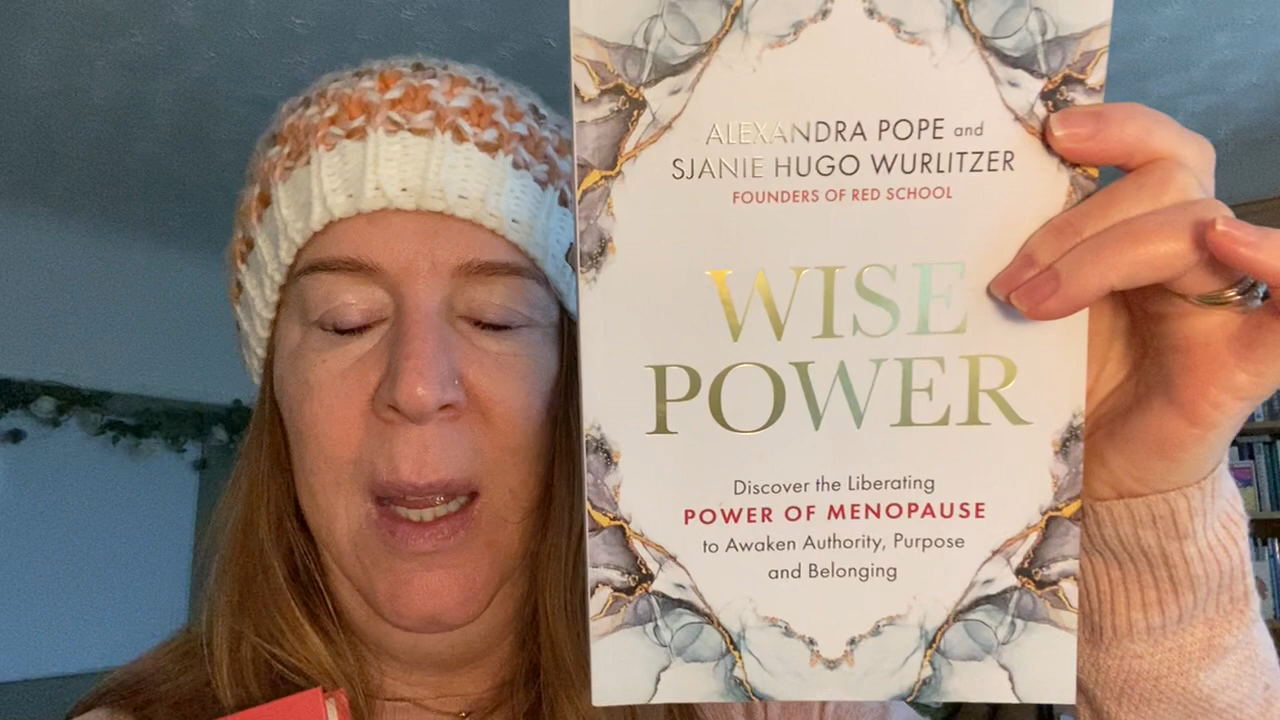 ALEXANDRA POPE and
SJANIE HUGO WURLITZER
FOUNDERS OF RED SCHOOL
WISE
POWER
Discover the Liberating
POWER OF MENOPAUSE
to Awaken Authority, Purpose
and Belonging